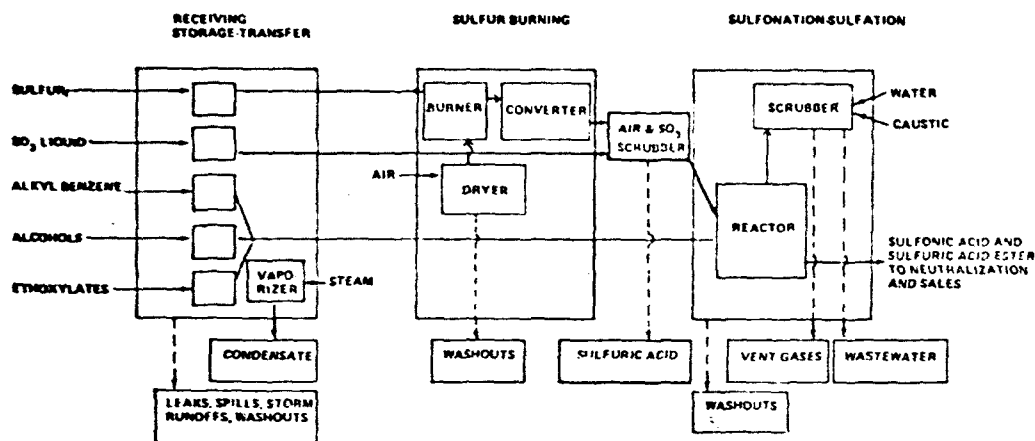 RECEIVING
STORAGE-TRANSFER
SULFUR BURNING
SULFONATION-SULFATION
SULFUR
BURNER
CONVERTER
SCRUBBER
WATER
CAUSTIC
SO₃ LIQUID
AIR & SO₃
SCRUBBER
ALKYL BENZENE
AIR
DRYER
ALCOHOLS
REACTOR
SULFONIC ACID AND
SULFURIC ACID ESTER
TO NEUTRALIZATION
AND SALES
ETHOXYLATES
VAPO
RIZER
STEAM
CONDENSATE
WASHOUTS
SULFURIC ACID
VENT GASES
WASTEWATER
LEAKS, SPILLS, STORM
RUNOFFS, WASHOUTS
WASHOUTS